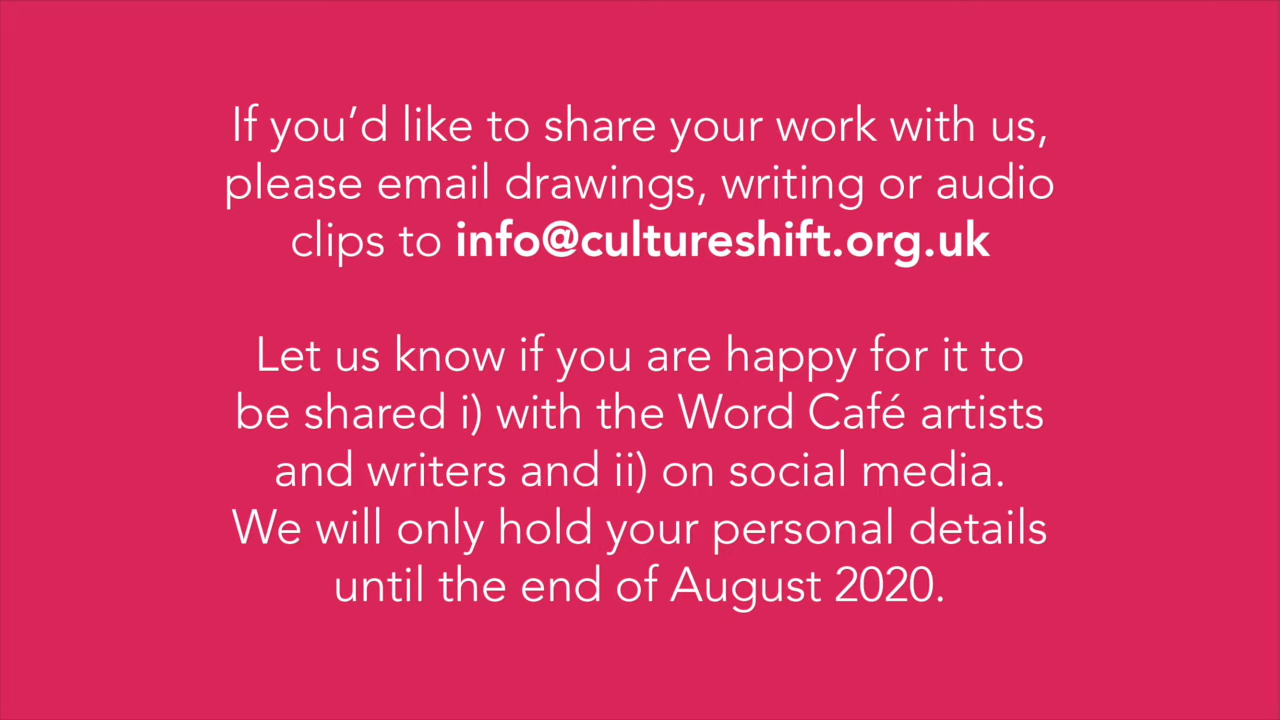 If you’d like to share your work with us,
please email drawings, writing or audio
clips to info@cultureshift.org.uk
Let us know if you are happy for it to
be shared i) with the Word Café artists
and writers and ii) on social media.
We will only hold your personal details
until the end of August 2020.